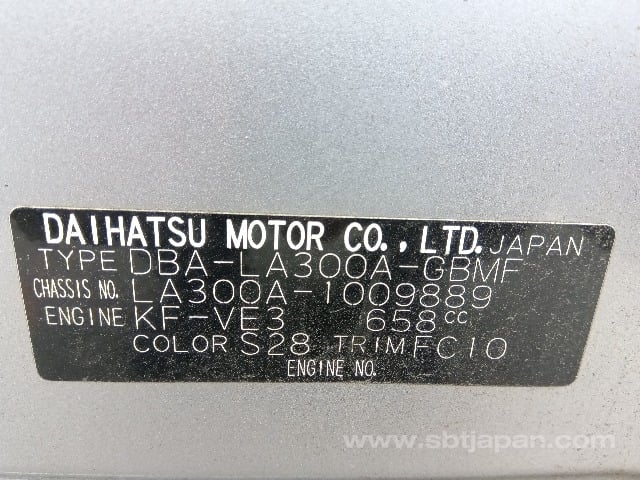 DAIHATSU MOTOR CO., LTD. JAPAN
TYPE DBA-LA300A-GBMF
CHASSIS NO. LA300A-1009889
ENGINE KF-VE3 658cc
COLOR S28 TRIM FC10
ENGINE NO.
www.sbtjapan.com